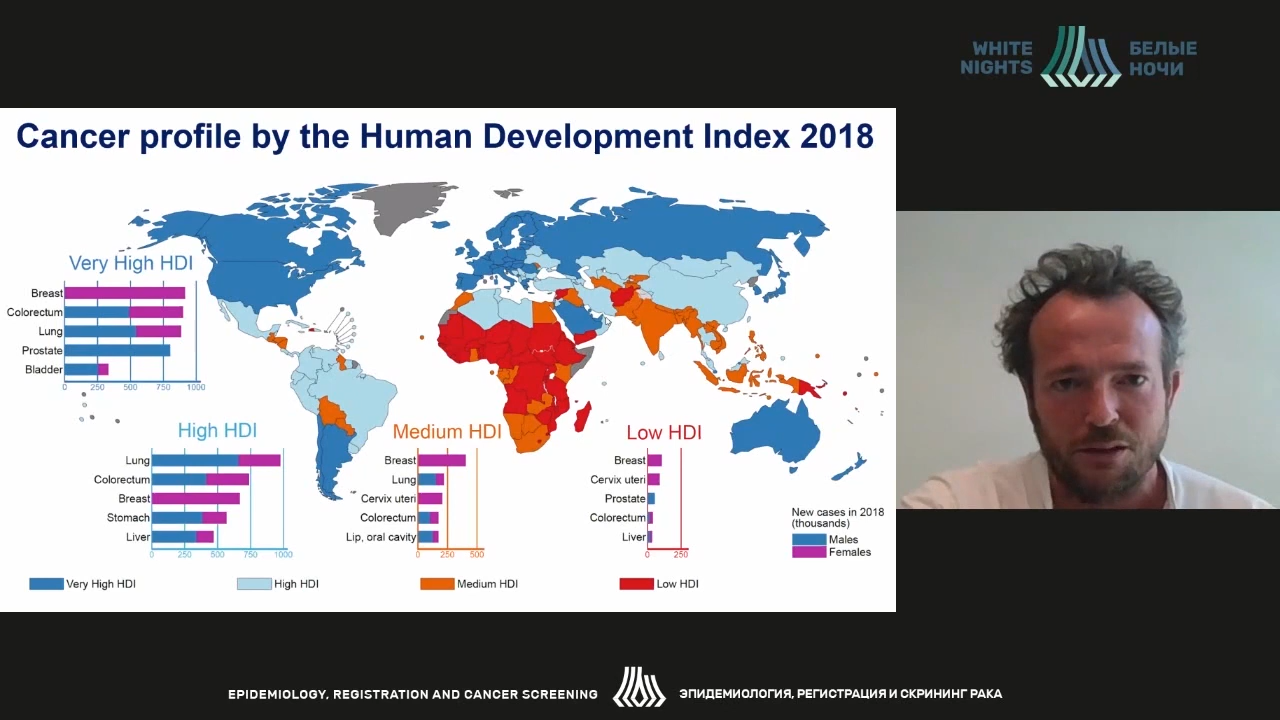 WHITE
NIGHTS
БЕЛЫЕ
НОЧИ
Cancer profile by the Human Development Index 2018
Very High HDI
Breast
Colorectum
Lung
Prostate
Bladder
0 250 500 750 1000
High HDI
Lung
Colorectum
Breast
Stomach
Liver
0 250 500 750 1000
Medium HDI
Breast
Lung
Cervix uteri
Colorectum
Lip, oral cavity
0 250 500
Low HDI
Breast
Cervix uteri
Prostate
Colorectum
Liver
0 250
New cases in 2018
(thousands)
Males
Females
Very High HDI High HDI Medium HDI Low HDI
EPIDEMIOLOGY, REGISTRATION AND CANCER SCREENING
ЭПИДЕМИОЛОГИЯ, РЕГИСТРАЦИЯ И СКРИНИНГ РАКА